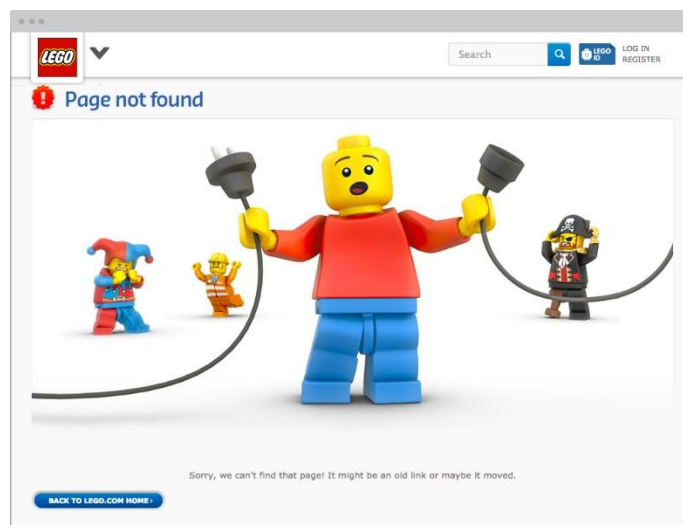 LEGO
Search
LEGO ID
LOG IN
REGISTER
Page not found
Sorry, we can't find that page! It might be an old link or maybe it moved.
BACK TO LEGO.COM HOME ›